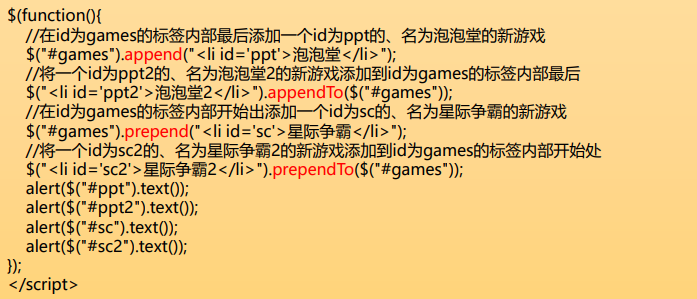 $(function(){
//在id为games的标签内部最后添加一个id为ppt的、名为泡泡堂的新游戏
$("#games").append("<li id='ppt'>泡泡堂</li>");
//将一个id为ppt2的、名为泡泡堂2的新游戏添加到id为games的标签内部最后
$("<li id='ppt2'>泡泡堂2</li>").appendTo($("#games"));
//在id为games的标签内部开始出添加一个id为sc的、名为星际争霸的新游戏
$("#games").prepend("<li id='sc'>星际争霸</li>");
//将一个id为sc2的、名为星际争霸2的新游戏添加到id为games的标签内部开始处
$("<li id='sc2'>星际争霸2</li>").prependTo($("#games"));
alert($("#ppt").text());
alert($("#ppt2").text());
alert($("#sc").text());
alert($("#sc2").text());
});
</script>